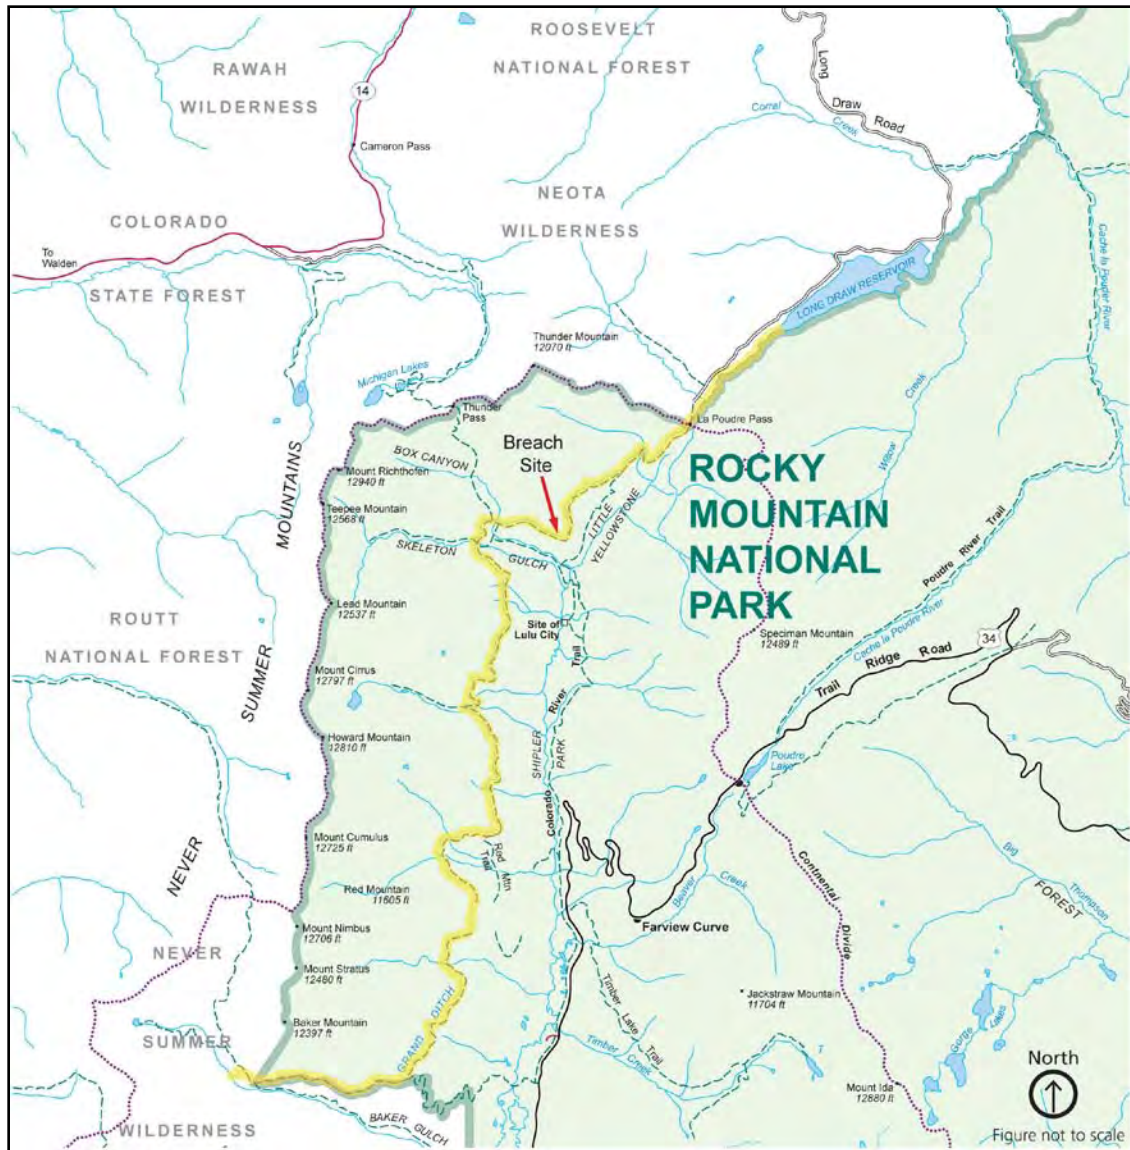 ROOSEVELT
NATIONAL FOREST
RAWAH
WILDERNESS
14
Long
Draw
Road
Corral
Creek
Cameron Pass
NEOTA
WILDERNESS
COLORADO
STATE FOREST
To
Walden
Cache la Poudre River
LONG DRAW RESERVOIR
Thunder Mountain
12070 ft
Michigan Lakes
Thunder
Pass
La Poudre Pass
Willow
Creek
Breach
Site
BOX CANYON
Mount Richthofen
12940 ft
ROCKY
MOUNTAIN
NATIONAL
PARK
Teepee Mountain
12568 ft
MOUNTAINS
LITTLE
YELLOWSTONE
SKELETON
GULCH
Poudre River Trail
Lead Mountain
12537 ft
Site of
Lulu City
ROUTT
NATIONAL FOREST
Speciman Mountain
12489 ft
Cache la Poudre River
34
Trail Ridge Road
Mount Cirrus
12797 ft
SUMMER
Trail
River
Colorado
Howard Mountain
12810 ft
SHIPLER
PARK
Poudre
Lake
Mount Cumulus
12725 ft
Red Mtn
Trail
NEVER
Red Mountain
11605 ft
Beaver
Creek
Continental
Divide
Big
Thompson
FOREST
Farview Curve
Mount Nimbus
12706 ft
NEVER
Mount Stratus
12460 ft
Jackstraw Mountain
11704 ft
GRAND DITCH
Timber
Lake
Trail
Baker Mountain
12397 ft
SUMMER
Timber
Creek
Gorge
Lakes
North
Mount Ida
12880 ft
BAKER
GULCH
WILDERNESS
Figure not to scale